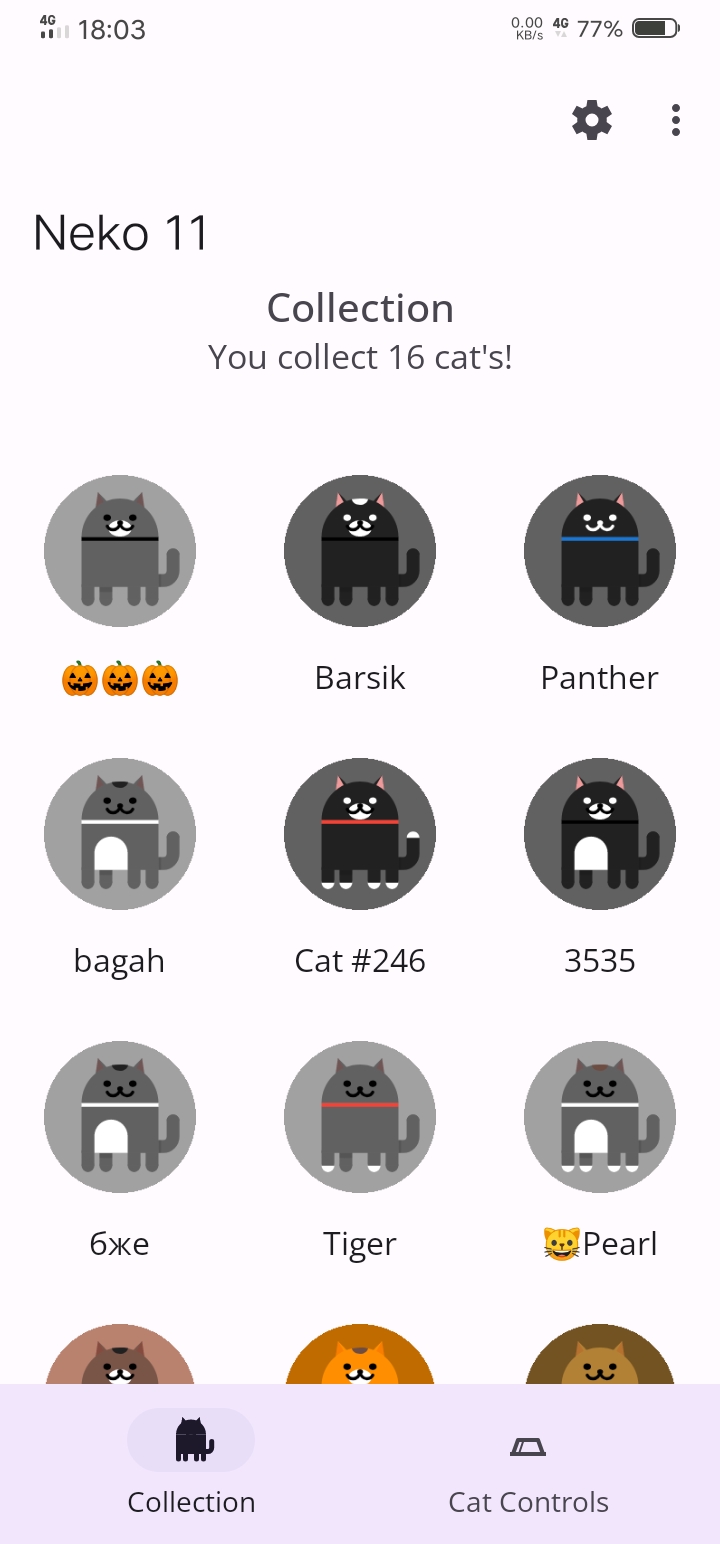 4G 18:03 0.00 KB/s 4G 77%
Neko 11
Collection
You collect 16 cat's!
🎃🎃🎃 Barsik Panther
bagah Cat #246 3535
бже Tiger 😺Pearl
Collection Cat Controls